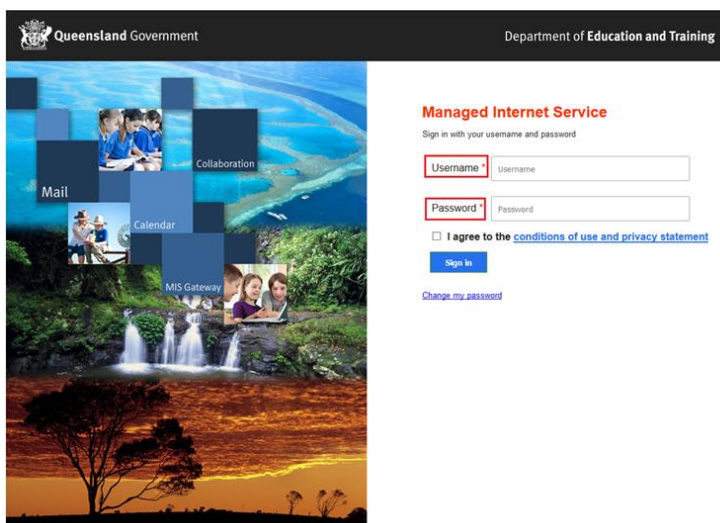 Queensland Government
Department of Education and Training
Mail
Collaboration
Calendar
MIS Gateway
Managed Internet Service
Sign in with your username and password
Username *
Username
Password *
Password
I agree to the conditions of use and privacy statement
Sign in
Change my password